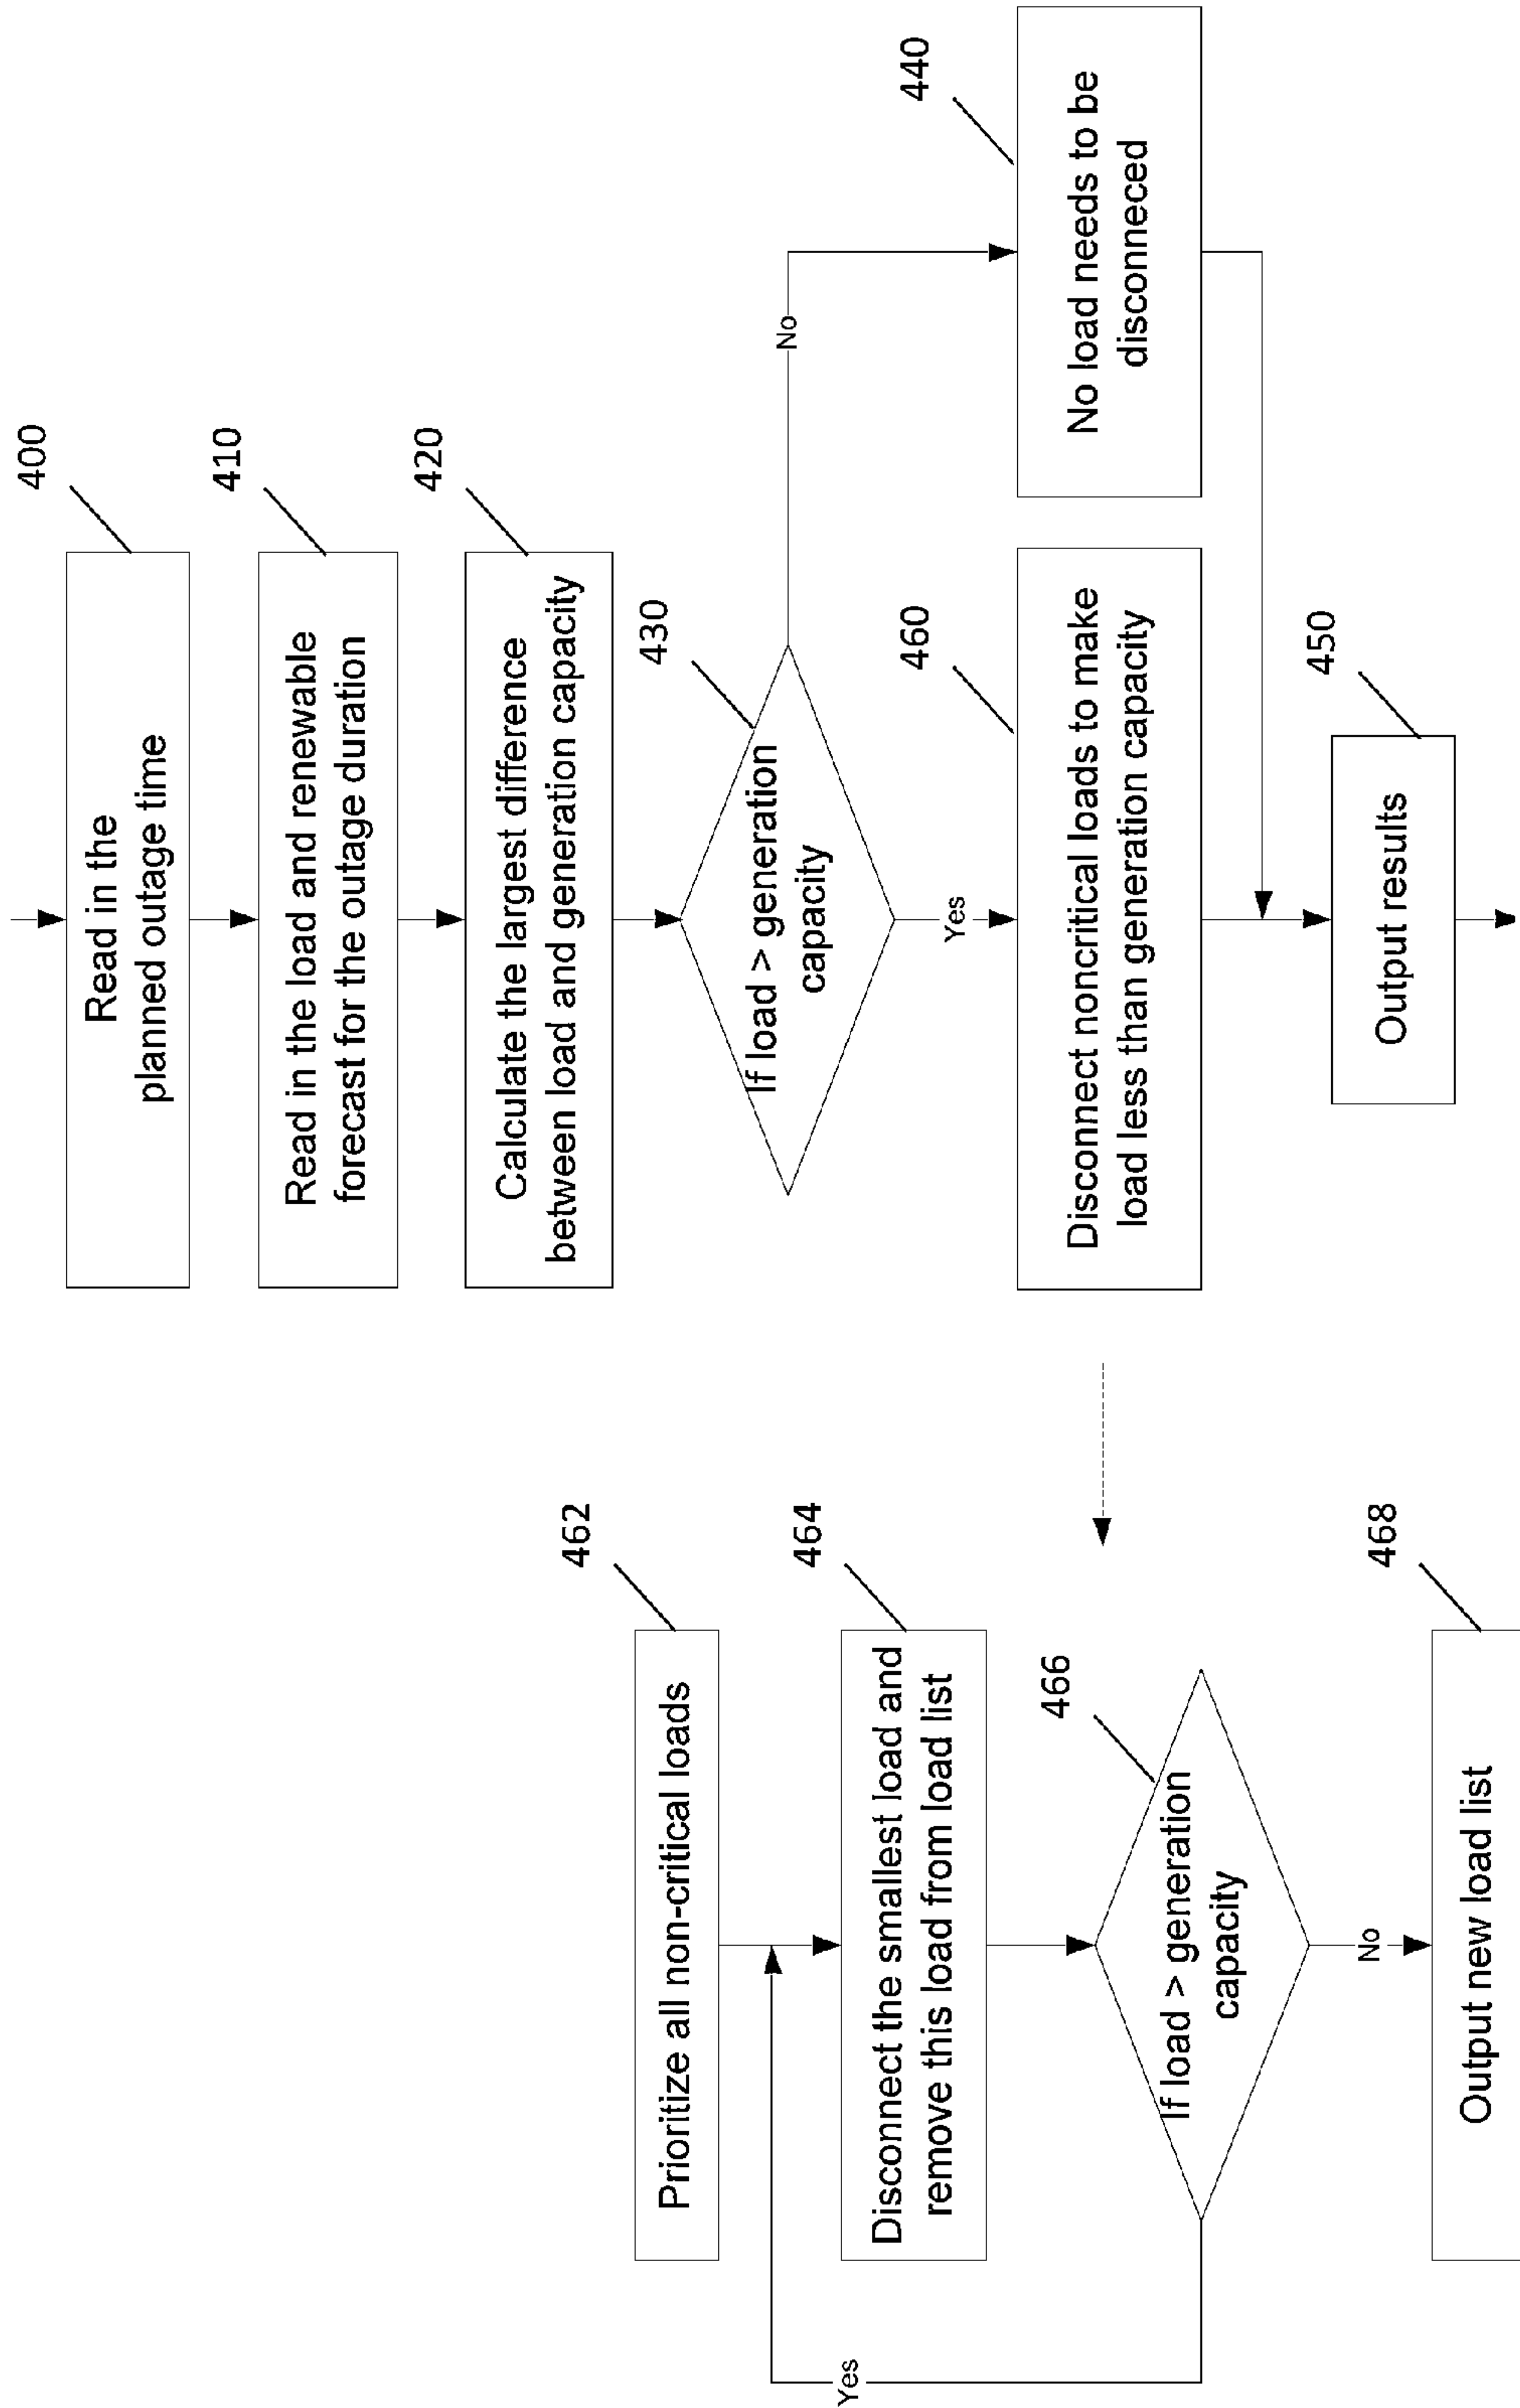 400
Read in the
planned outage time
410
Read in the load and renewable
forecast for the outage duration
420
Calculate the largest difference
between load and generation capacity
430
If load > generation
capacity
No
Yes
440
No load needs to be
disconneced
460
Disconnect noncritical loads to make
load less than generation capacity
450
Output results
462
Prioritize all non-critical loads
464
Disconnect the smallest load and
remove this load from load list
466
If load > generation
capacity
Yes
No
468
Output new load list